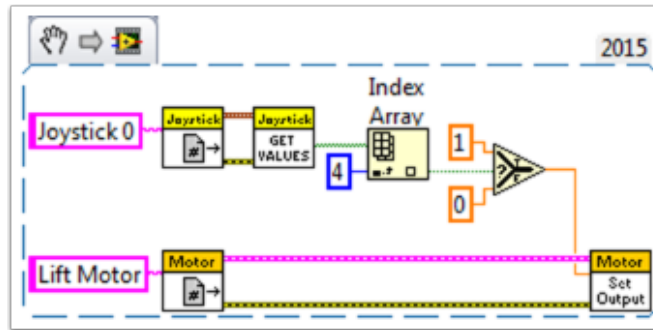 2015
Index
Array
Joystick 0
Joystick
Joystick
#
GET
VALUES
4
1
0
?
T
F
Lift Motor
Motor
#
Motor
Set
Output